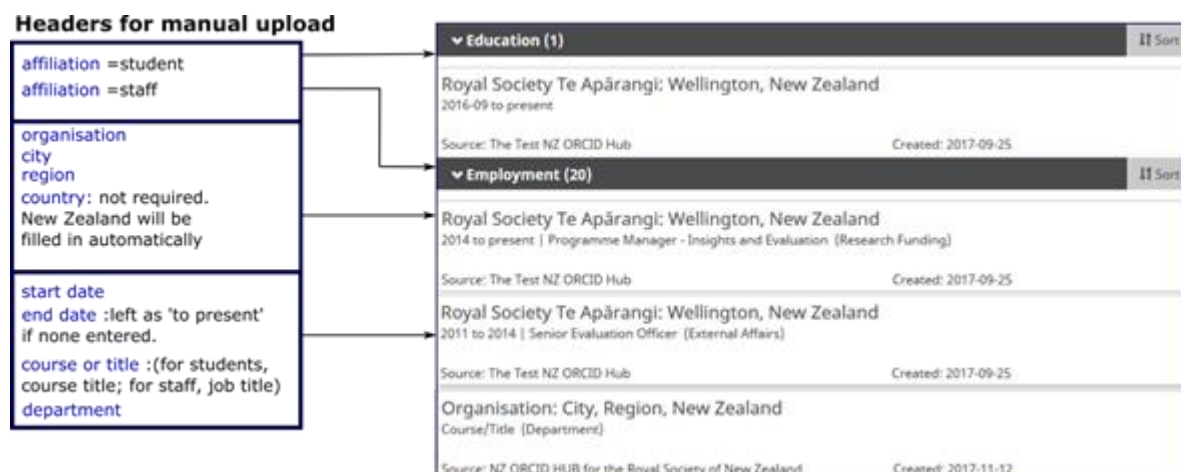 Headers for manual upload
affiliation =student
affiliation =staff
organisation
city
region
country: not required.
New Zealand will be
filled in automatically
start date
end date :left as 'to present'
if none entered.
course or title :(for students,
course title; for staff, job title)
department
Education (1)
Sort
Royal Society Te Apārangi: Wellington, New Zealand
2016-09 to present
Source: The Test NZ ORCID Hub Created: 2017-09-25
Employment (20)
Sort
Royal Society Te Apārangi: Wellington, New Zealand
2014 to present | Programme Manager - Insights and Evaluation (Research Funding)
Source: The Test NZ ORCID Hub Created: 2017-09-25
Royal Society Te Apārangi: Wellington, New Zealand
2011 to 2014 | Senior Evaluation Officer (External Affairs)
Source: The Test NZ ORCID Hub Created: 2017-09-25
Organisation: City, Region, New Zealand
Course/Title (Department)
Source: NZ ORCID HUB for the Royal Society of New Zealand Created: 2017-11-12